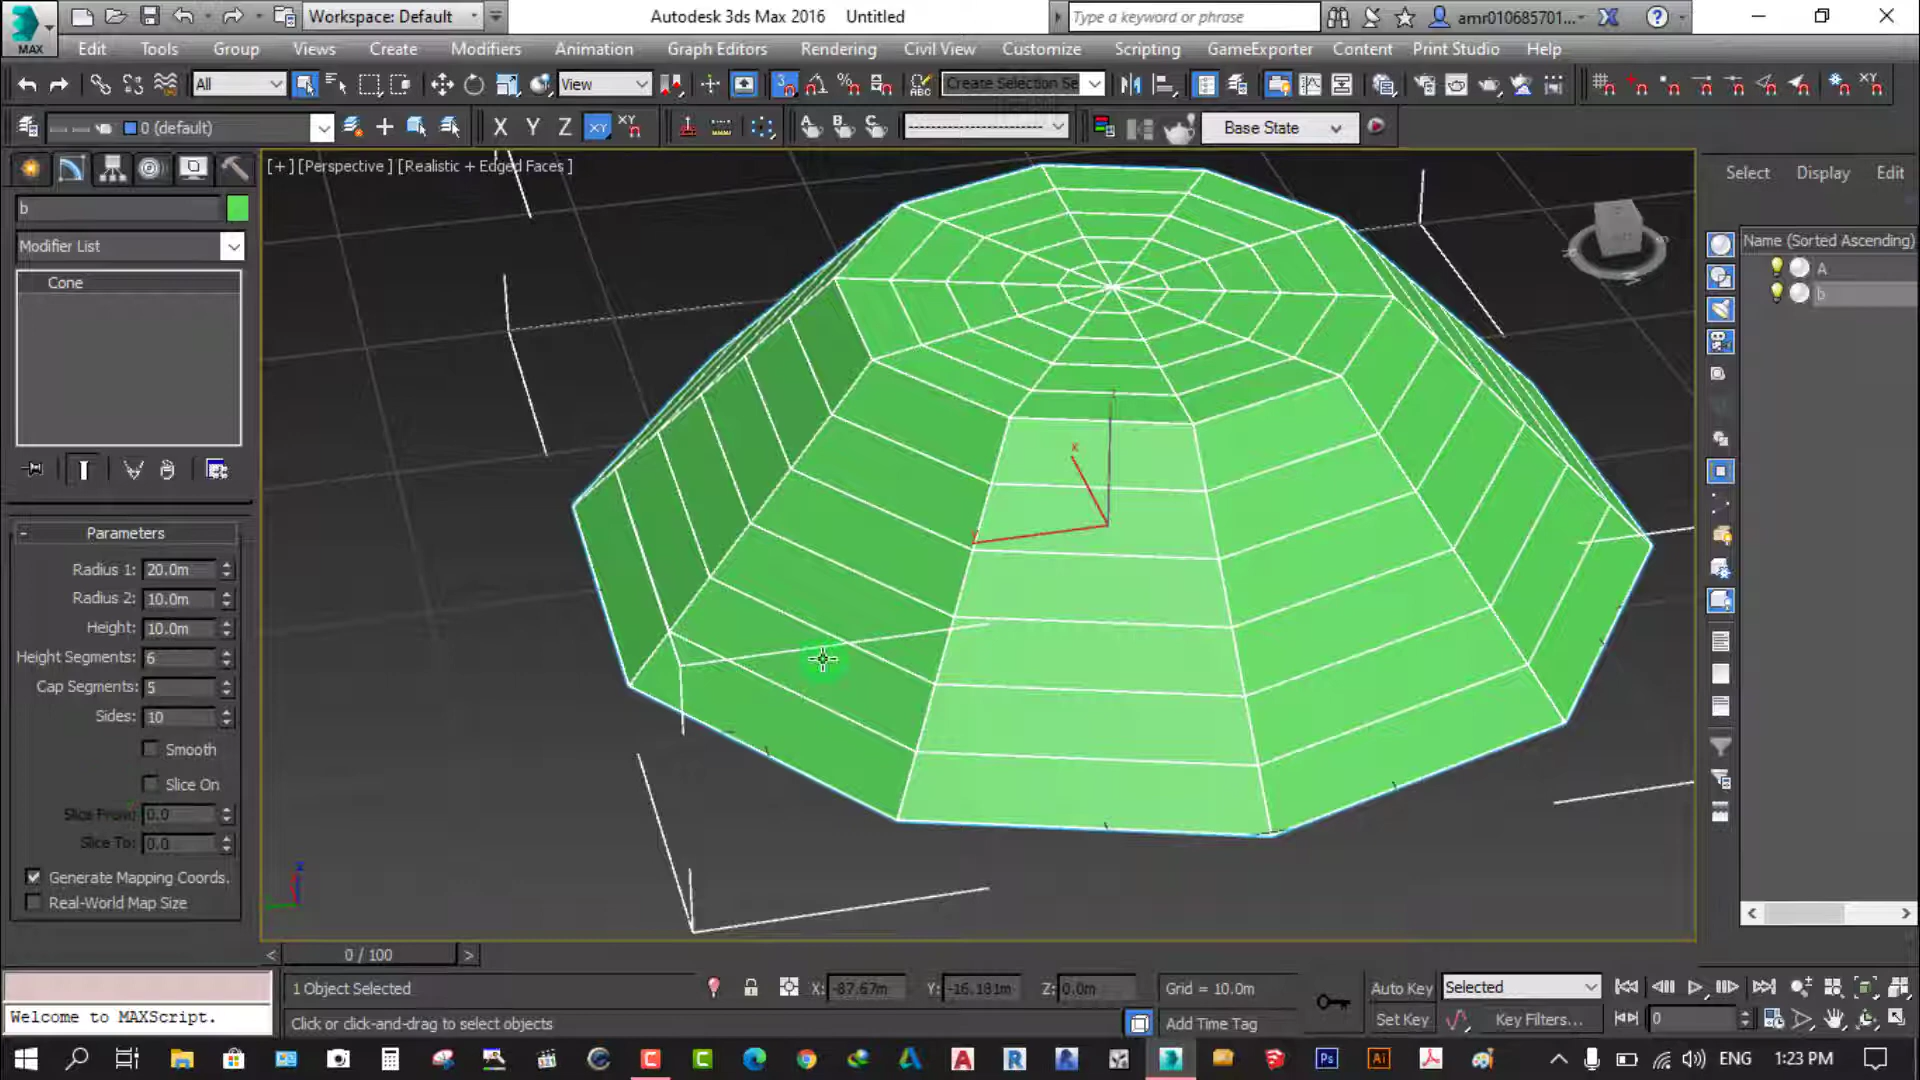 Workspace: Default
Autodesk 3ds Max 2016 Untitled
Type a keyword or phrase
amr010685701...
MAX
Edit Tools Group Views Create Modifiers Animation Graph Editors Rendering Civil View Customize Scripting GameExporter Content Print Studio Help
All
View
Create Selection Se
0 (default)
X Y Z XY XY
A B C
Base State
[+] [Perspective] [Realistic + Edged Faces]
Select Display Edit
b
Modifier List
Name (Sorted Ascending)
A
b
Cone
Parameters
Radius 1: 20.0m
Radius 2: 10.0m
Height: 10.0m
Height Segments: 6
Cap Segments: 5
Sides: 10
Smooth
Slice On
Slice From: 0.0
Slice To: 0.0
Generate Mapping Coords.
Real-World Map Size
x
0 / 100
1 Object Selected
X: -87.67m Y: -16.181m Z: 0.0m
Grid = 10.0m
Auto Key Selected
Welcome to MAXScript.
Click or click-and-drag to select objects
Add Time Tag
Set Key Key Filters... 0
ENG 1:23 PM